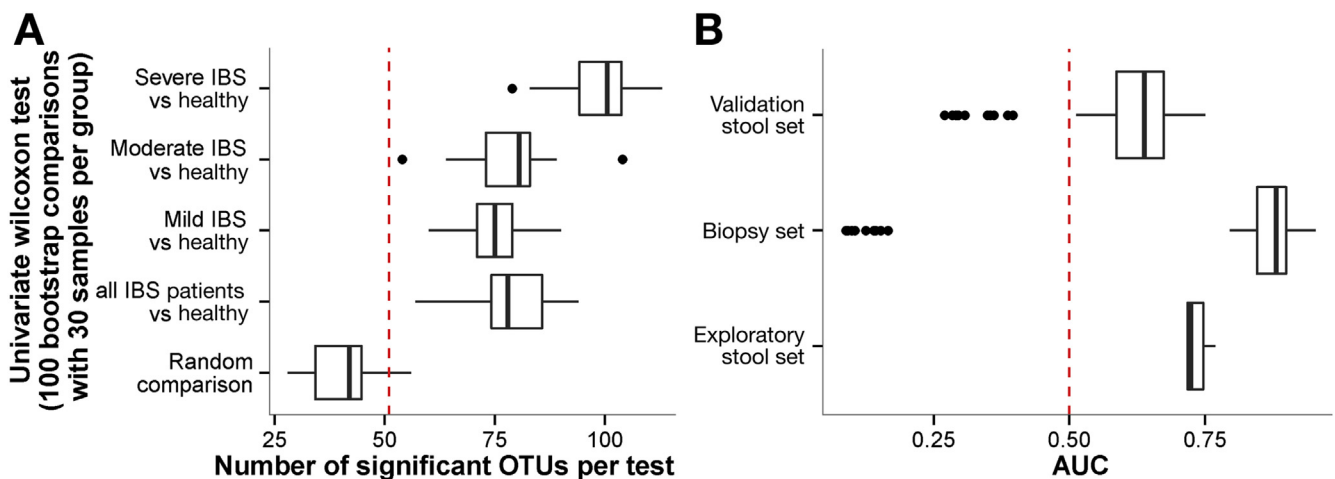 A
Univariate wilcoxon test
(100 bootstrap comparisons
with 30 samples per group)
Severe IBS
vs healthy
Moderate IBS
vs healthy
Mild IBS
vs healthy
all IBS patients
vs healthy
Random
comparison
25 50 75 100
Number of significant OTUs per test
B
Validation
stool set
Biopsy set
Exploratory
stool set
0.25 0.50 0.75
AUC